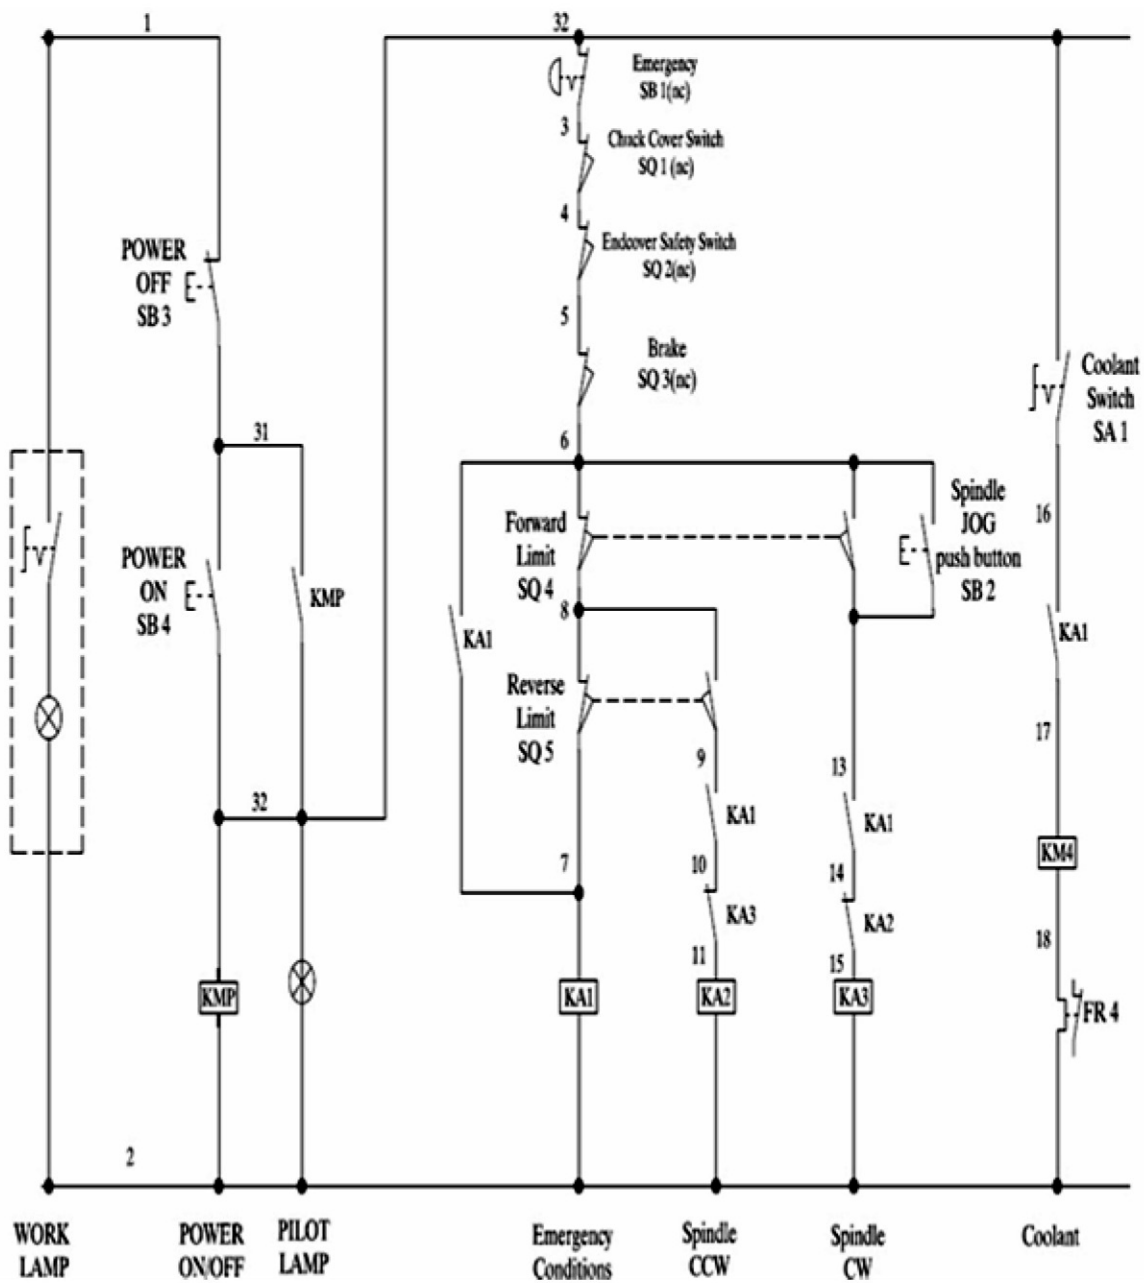 1
32
Emergency
SB 1(nc)
3
Chuck Cover Switch
SQ 1 (nc)
4
Endcover Safety Switch
SQ 2(nc)
5
Brake
SQ 3(nc)
6
POWER
OFF
SB 3
31
POWER
ON
SB 4
KMP
32
KMP
Forward
Limit
SQ 4
8
KA1
Reverse
Limit
SQ 5
7
KA1
Spindle
JOG
push button
SB 2
9
KA1
10
KA3
11
KA2
13
KA1
14
KA2
15
KA3
Coolant
Switch
SA 1
16
KA1
17
KM4
18
FR 4
2
WORK
LAMP
POWER
ON/OFF
PILOT
LAMP
Emergency
Conditions
Spindle
CCW
Spindle
CW
Coolant